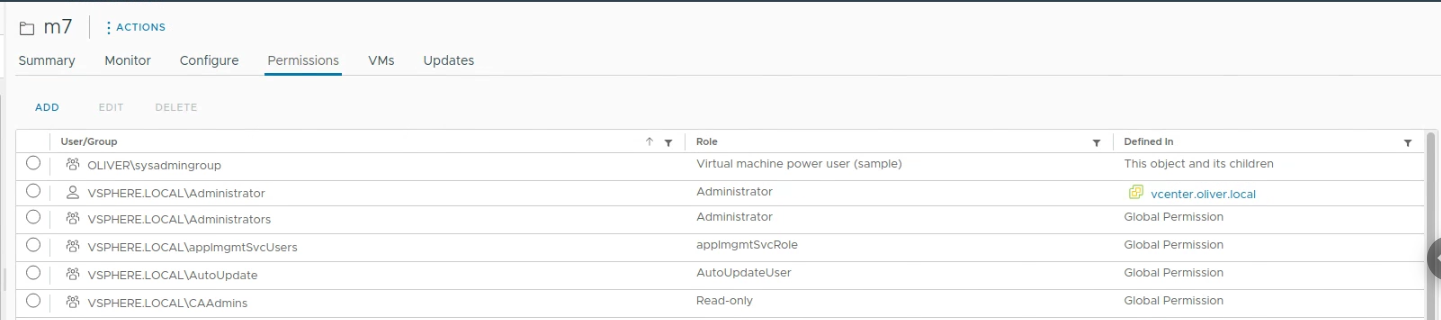 m7 ACTIONS
Summary Monitor Configure Permissions VMs Updates
ADD EDIT DELETE
User/Group Role Defined In
OLIVER\sysadmingroup Virtual machine power user (sample) This object and its children
VSPHERE.LOCAL\Administrator Administrator vcenter.oliver.local
VSPHERE.LOCAL\Administrators Administrator Global Permission
VSPHERE.LOCAL\applmgmtSvcUsers applmgmtSvcRole Global Permission
VSPHERE.LOCAL\AutoUpdate AutoUpdateUser Global Permission
VSPHERE.LOCAL\CAAdmins Read-only Global Permission